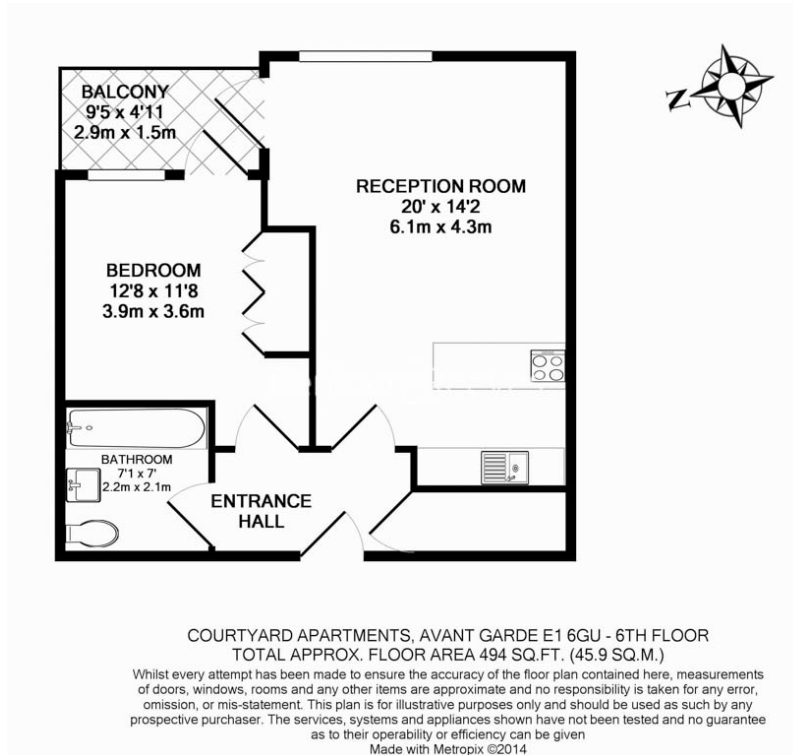 BALCONY
9'5 x 4'11
2.9m x 1.5m
N
RECEPTION ROOM
20' x 14'2
6.1m x 4.3m
BEDROOM
12'8 x 11'8
3.9m x 3.6m
BATHROOM
7'1 x 7'
2.2m x 2.1m
ENTRANCE
HALL
COURTYARD APARTMENTS, AVANT GARDE E1 6GU - 6TH FLOOR
TOTAL APPROX. FLOOR AREA 494 SQ.FT. (45.9 SQ.M.)
Whilst every attempt has been made to ensure the accuracy of the floor plan contained here, measurements
of doors, windows, rooms and any other items are approximate and no responsibility is taken for any error,
omission, or mis-statement. This plan is for illustrative purposes only and should be used as such by any
prospective purchaser. The services, systems and appliances shown have not been tested and no guarantee
as to their operability or efficiency can be given
Made with Metropix ©2014